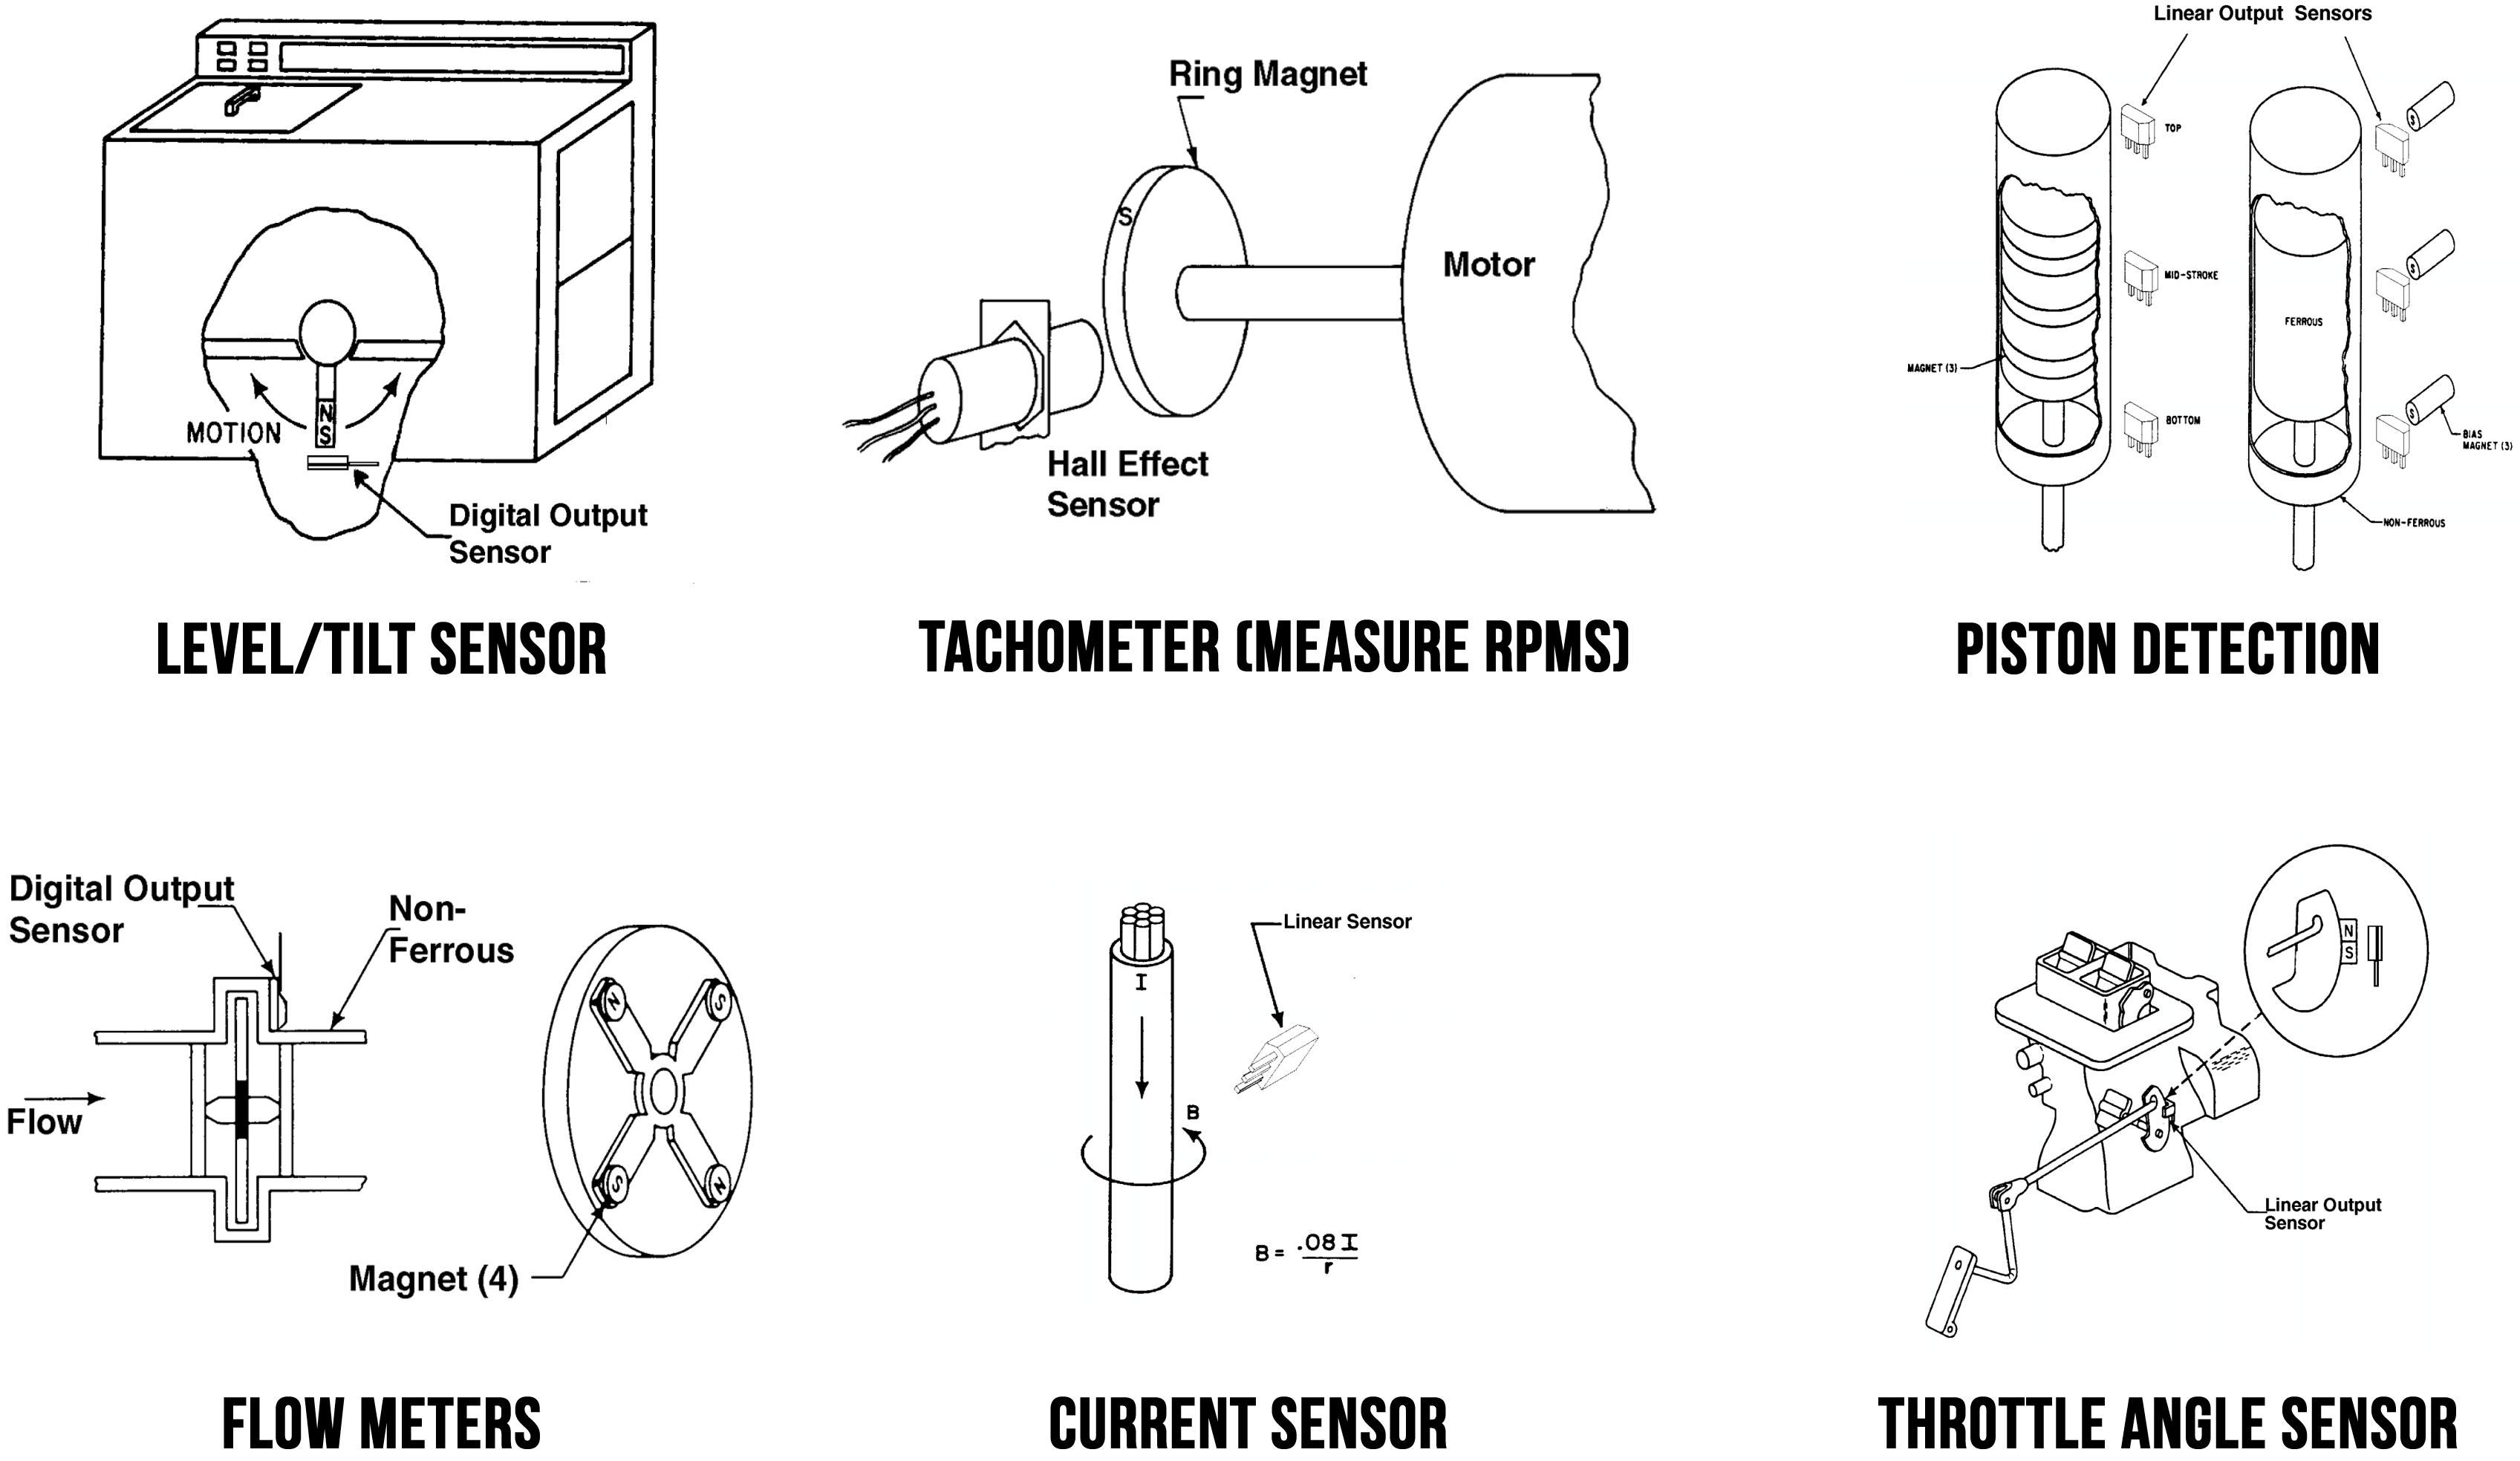 MOTION
N
S
Digital Output
Sensor
LEVEL/TILT SENSOR
Ring Magnet
S
Motor
Hall Effect
Sensor
TACHOMETER (MEASURE RPMS)
Linear Output Sensors
TOP
MID-STROKE
MAGNET (3)
BOTTOM
S
S
FERROUS
S
BIAS
MAGNET (3)
NON-FERROUS
PISTON DETECTION
Digital Output
Sensor
Non-
Ferrous
Flow
N
S
S
N
Magnet (4)
FLOW METERS
Linear Sensor
I
B
B = .08 I
r
CURRENT SENSOR
N
S
Linear Output
Sensor
THROTTLE ANGLE SENSOR